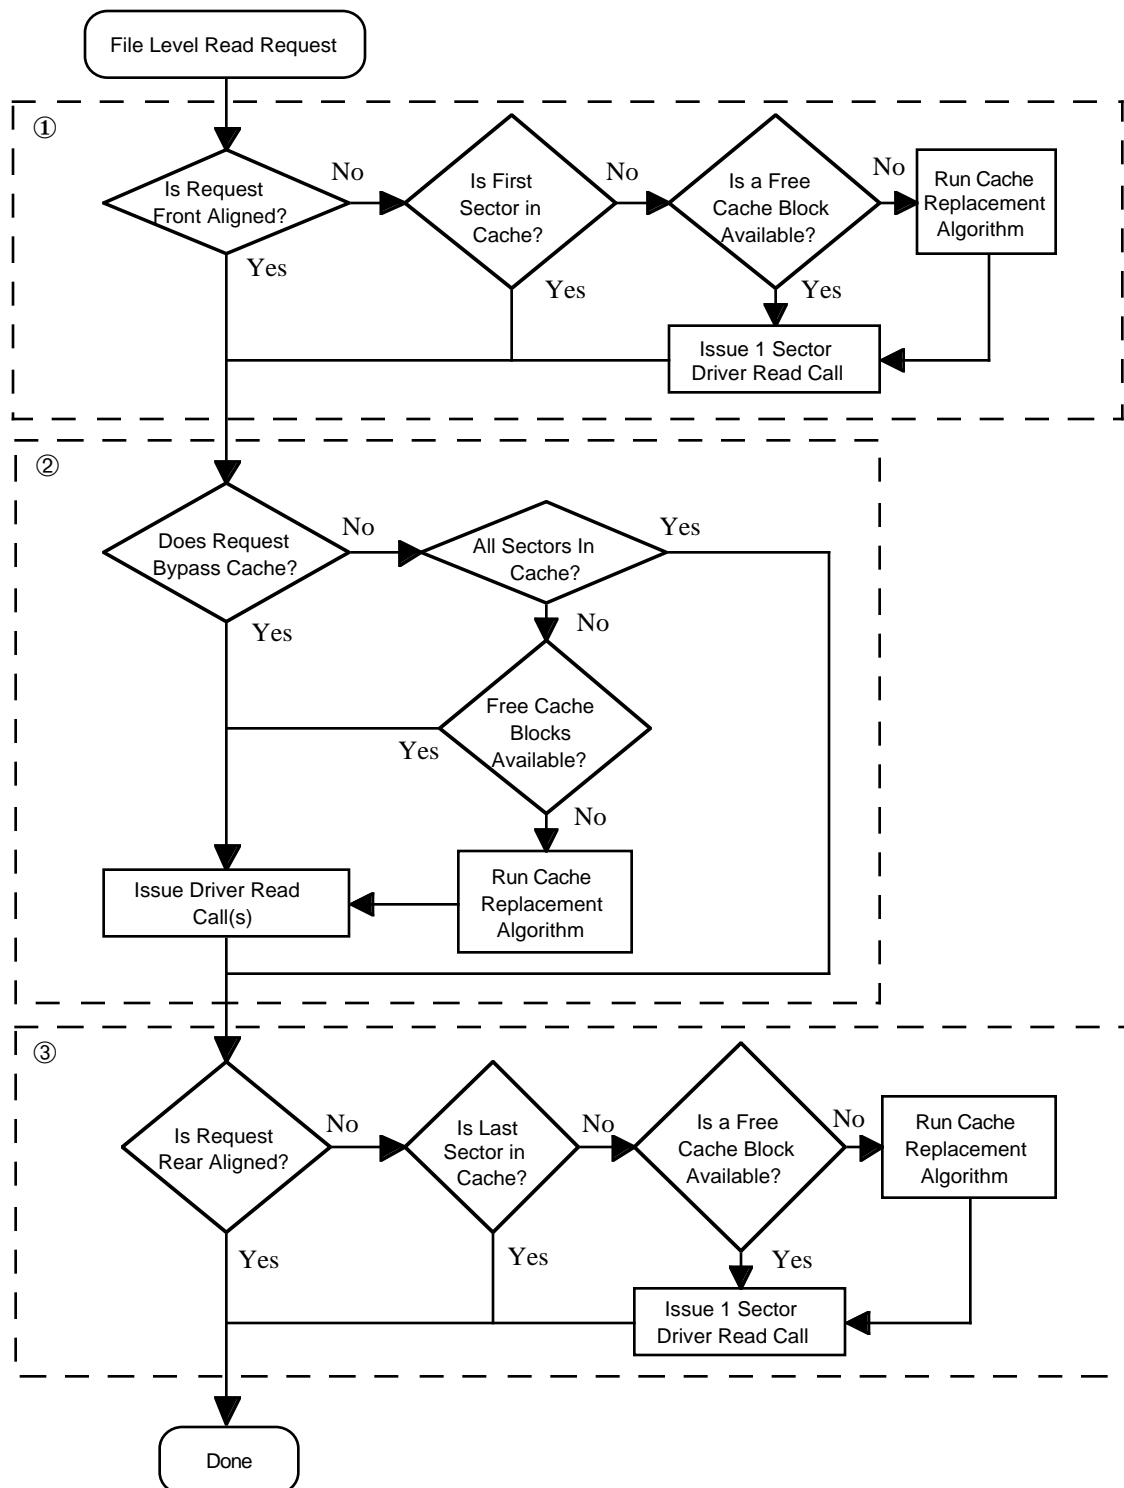 File Level Read Request
①
Is Request
Front Aligned?
No
Is First
Sector in
Cache?
No
Is a Free
Cache Block
Available?
No
Run Cache
Replacement
Algorithm
Yes
Yes
Yes
Issue 1 Sector
Driver Read Call
②
Does Request
Bypass Cache?
No
All Sectors In
Cache?
Yes
Yes
No
Free Cache
Blocks
Available?
Yes
No
Issue Driver Read
Call(s)
Run Cache
Replacement
Algorithm
③
Is Request
Rear Aligned?
No
Is Last
Sector in
Cache?
No
Is a Free
Cache Block
Available?
No
Run Cache
Replacement
Algorithm
Yes
Yes
Yes
Issue 1 Sector
Driver Read Call
Done